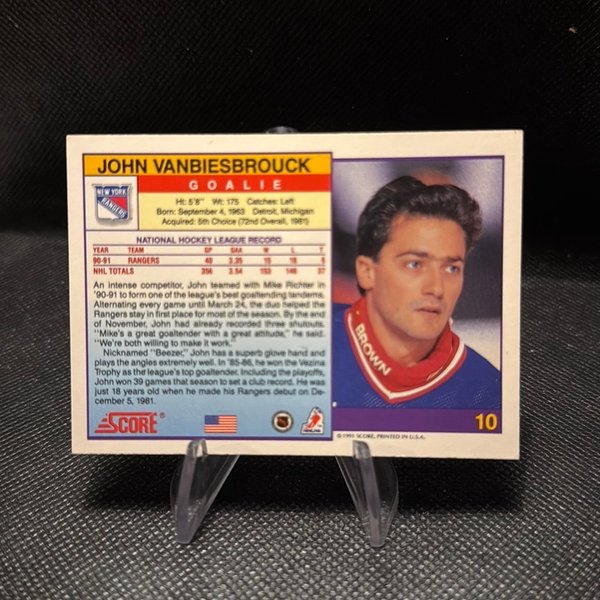 JOHN VANBIESBROUCK
GOALIE
NEW YORK
RANGERS
Ht: 5'8" Wt: 175 Catches: Left
Born: September 4, 1963 Detroit, Michigan
Acquired: 5th Choice (72nd Overall, 1981)
NATIONAL HOCKEY LEAGUE RECORD
YEAR TEAM GP GAA W L T
90-91 RANGERS 40 3.35 15 18 6
NHL TOTALS 356 3.54 153 146 37
An intense competitor, John teamed with Mike Richter in
'90-91 to form one of the league's best goaltending tandems.
Alternating every game until March 24, the duo helped the
Rangers stay in first place for most of the season. By the end
of November, John had already recorded three shutouts.
"Mike's a great goaltender with a great attitude," he said.
"We're both willing to make it work."
Nicknamed "Beezer," John has a superb glove hand and
plays the angles extremely well. In '85-86, he won the Vezina
Trophy as the league's top goaltender. Including the playoffs,
John won 39 games that season to set a club record. He was
just 18 years old when he made his Rangers debut on De-
cember 5, 1981.
BROWN
SCORE®
10
© 1991 SCORE, PRINTED IN U.S.A.